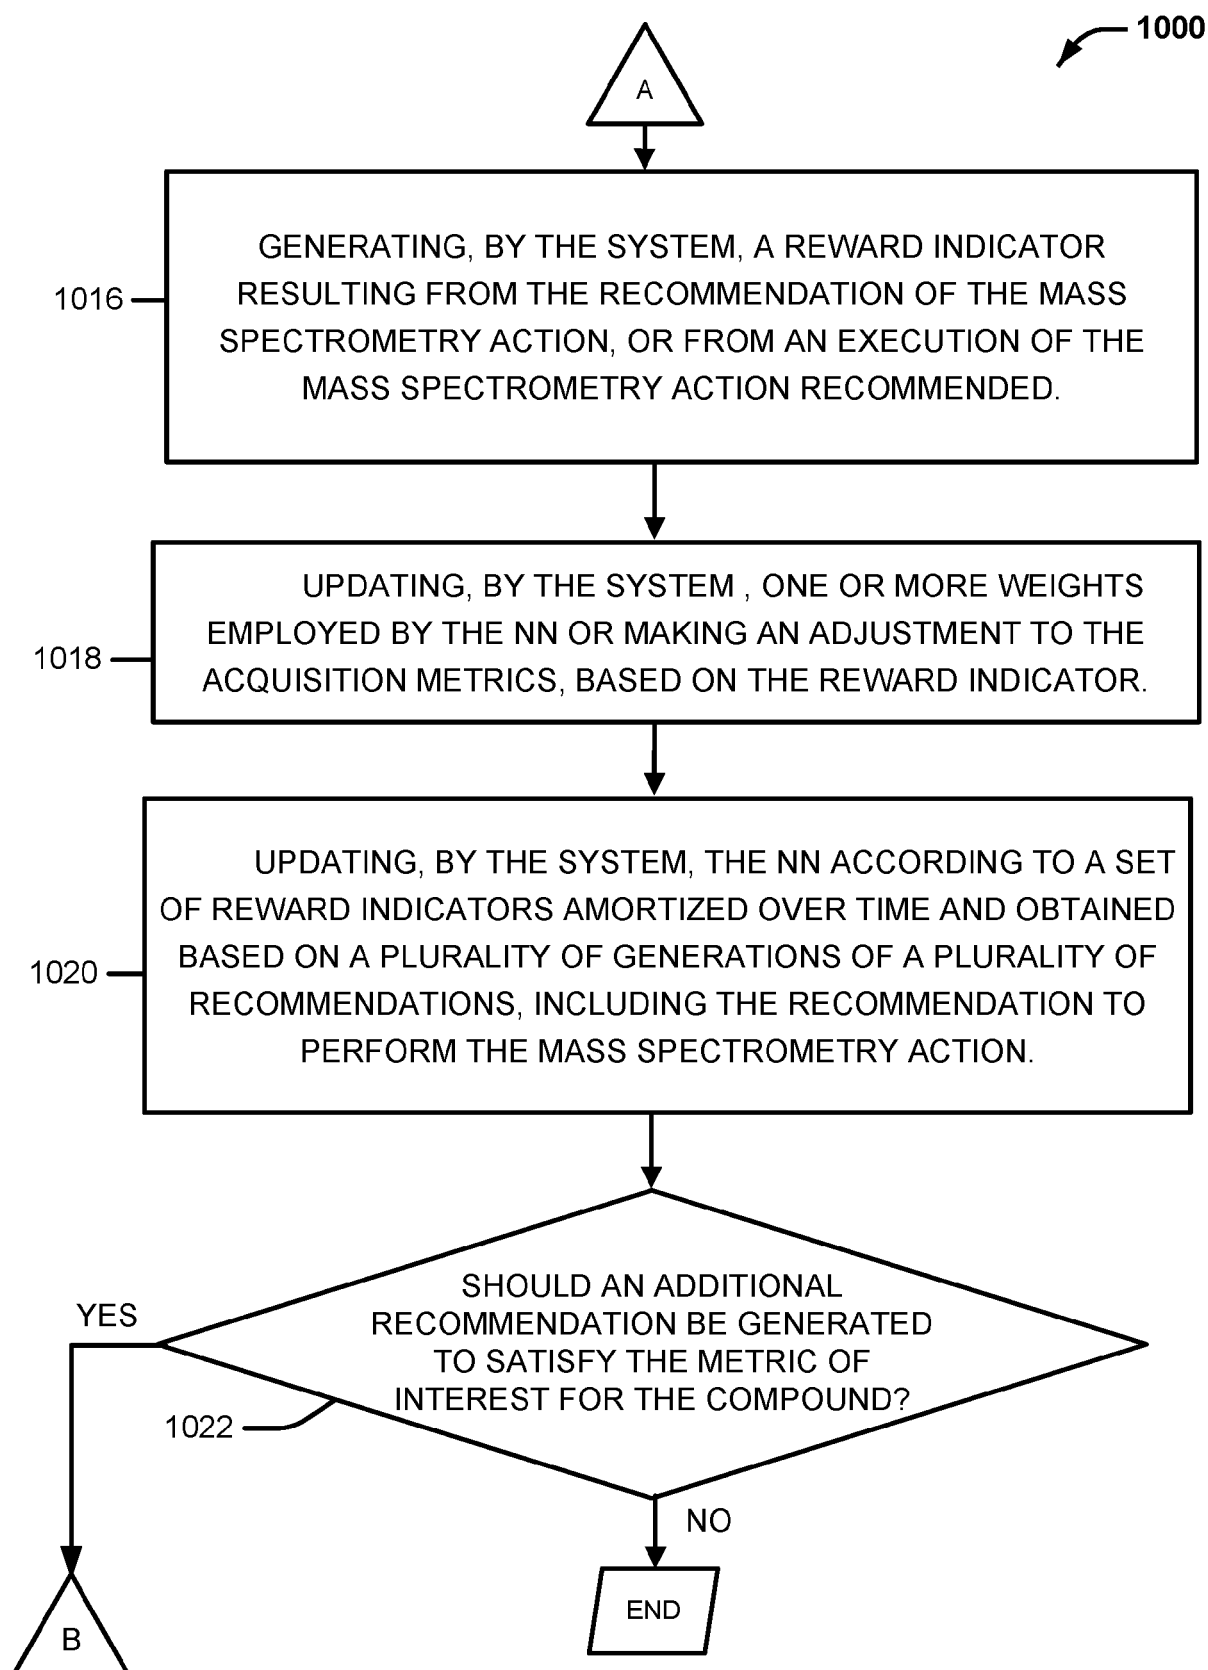 1000
A
GENERATING, BY THE SYSTEM, A REWARD INDICATOR
RESULTING FROM THE RECOMMENDATION OF THE MASS
SPECTROMETRY ACTION, OR FROM AN EXECUTION OF THE
MASS SPECTROMETRY ACTION RECOMMENDED.
1016
UPDATING, BY THE SYSTEM , ONE OR MORE WEIGHTS
EMPLOYED BY THE NN OR MAKING AN ADJUSTMENT TO THE
ACQUISITION METRICS, BASED ON THE REWARD INDICATOR.
1018
UPDATING, BY THE SYSTEM, THE NN ACCORDING TO A SET
OF REWARD INDICATORS AMORTIZED OVER TIME AND OBTAINED
BASED ON A PLURALITY OF GENERATIONS OF A PLURALITY OF
RECOMMENDATIONS, INCLUDING THE RECOMMENDATION TO
PERFORM THE MASS SPECTROMETRY ACTION.
1020
SHOULD AN ADDITIONAL
RECOMMENDATION BE GENERATED
TO SATISFY THE METRIC OF
INTEREST FOR THE COMPOUND?
YES
1022
NO
END
B